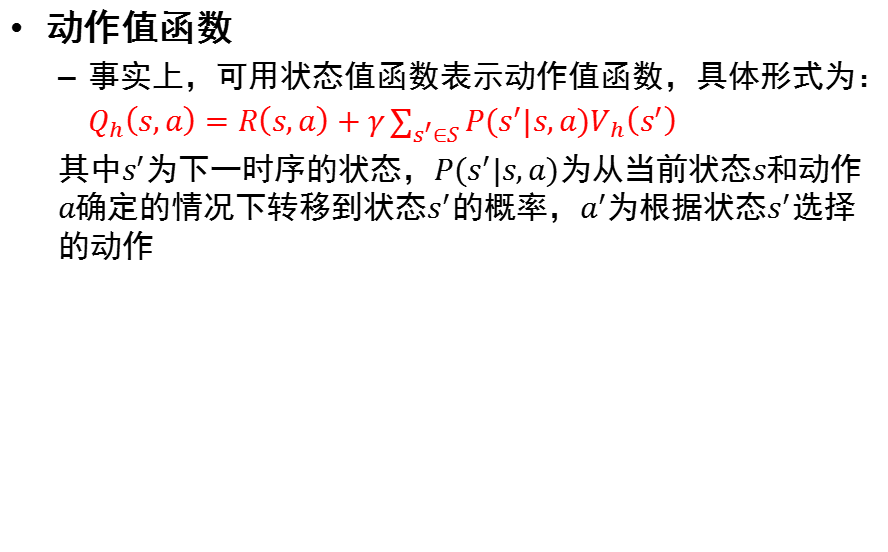 • 动作值函数
– 事实上，可用状态值函数表示动作值函数，具体形式为：
Qₕ(s, a) = R(s, a) + γ ∑ₛ′∈S P(s′|s, a)Vₕ(s′)
其中s′为下一时序的状态，P(s′|s, a)为从当前状态s和动作
a确定的情况下转移到状态s′的概率，a′为根据状态s′选择
的动作